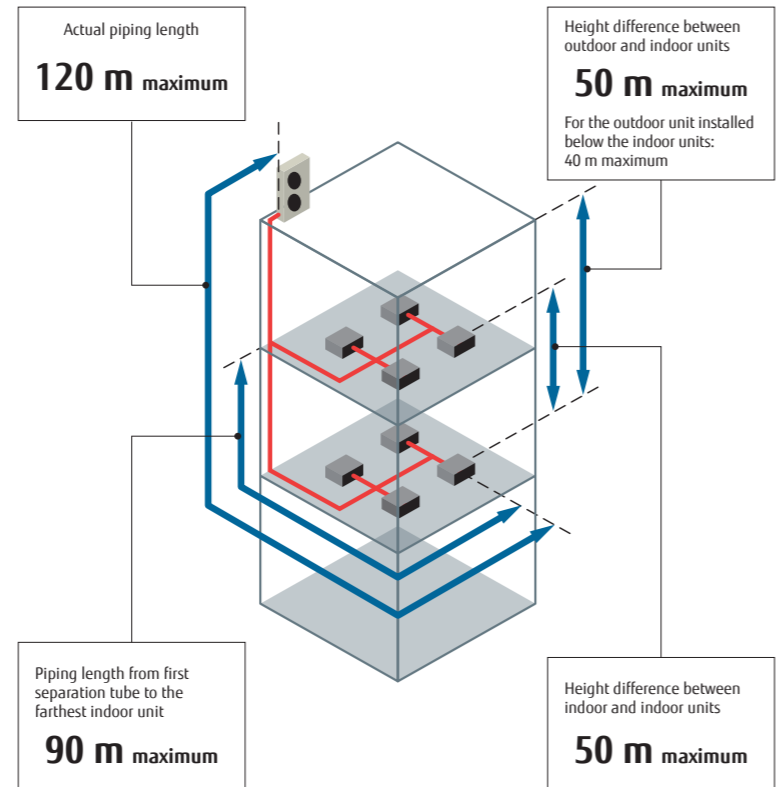 Actual piping length
120 m maximum
Height difference between
outdoor and indoor units
50 m maximum
For the outdoor unit installed
below the indoor units:
40 m maximum
Piping length from first
separation tube to the
farthest indoor unit
90 m maximum
Height difference between
indoor and indoor units
50 m maximum